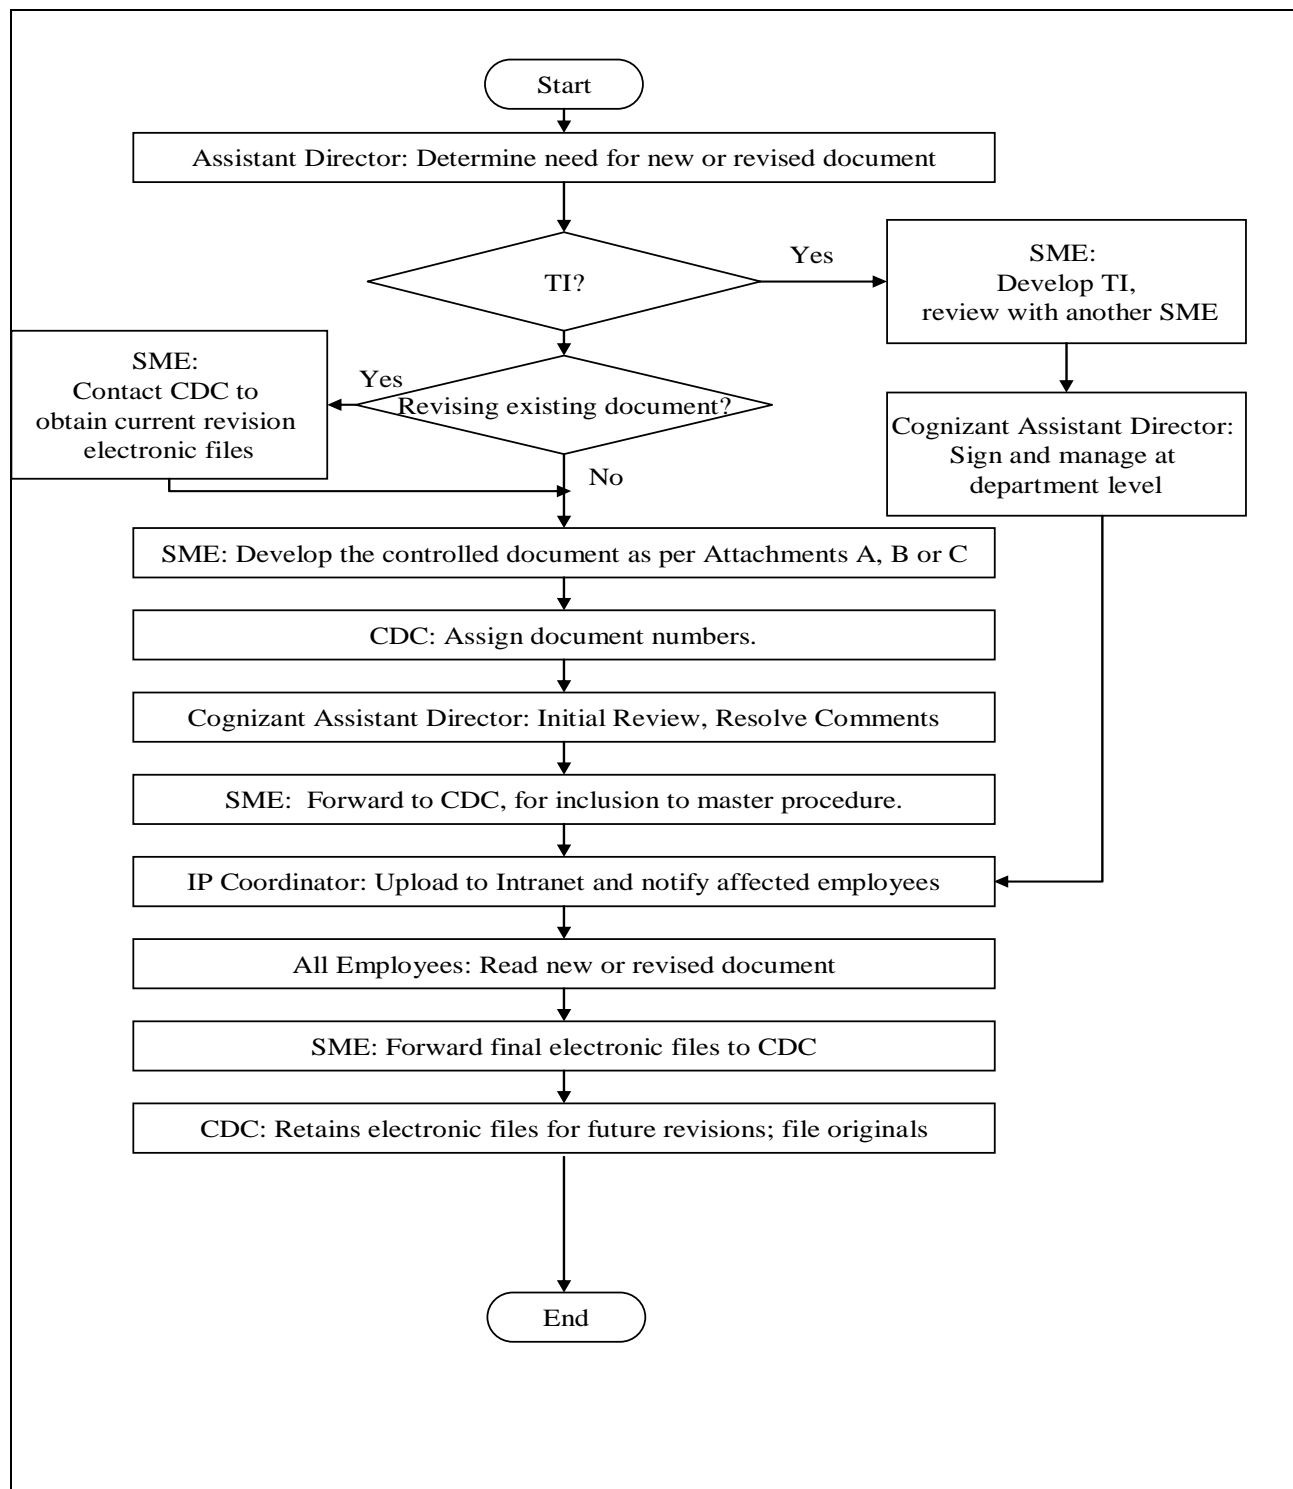 Start
Assistant Director: Determine need for new or revised document
TI?
Yes
SME:
Develop TI,
review with another SME
SME:
Contact CDC to
obtain current revision
electronic files
Yes
Revising existing document?
Cognizant Assistant Director:
Sign and manage at
department level
No
SME: Develop the controlled document as per Attachments A, B or C
CDC: Assign document numbers.
Cognizant Assistant Director: Initial Review, Resolve Comments
SME:  Forward to CDC, for inclusion to master procedure.
IP Coordinator: Upload to Intranet and notify affected employees
All Employees: Read new or revised document
SME: Forward final electronic files to CDC
CDC: Retains electronic files for future revisions; file originals
End